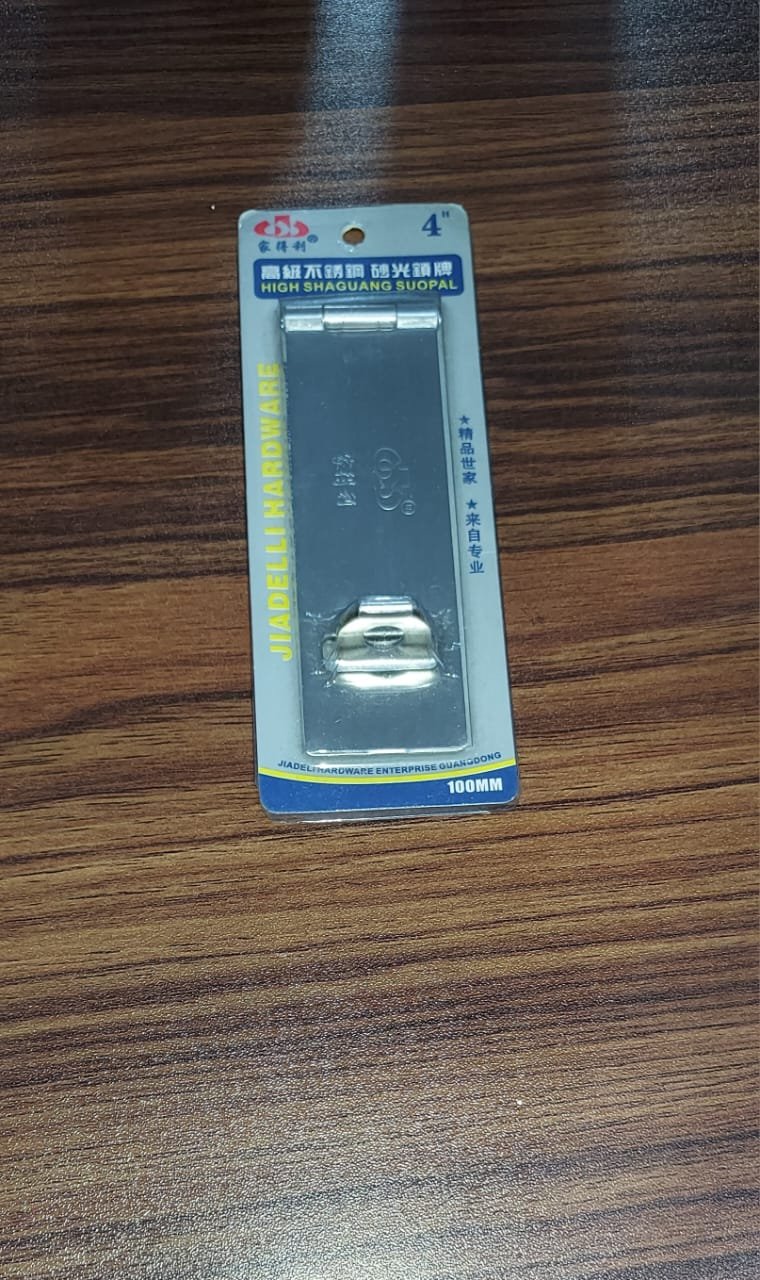 家得利®
4"
高級不銹鋼 砂光鎖牌
HIGH SHAGUANG SUOPAL
JIADELLI HARDWARE
★精品世家 ★来自专业
JIADELI HARDWARE ENTERPRISE GUANGDONG
100MM